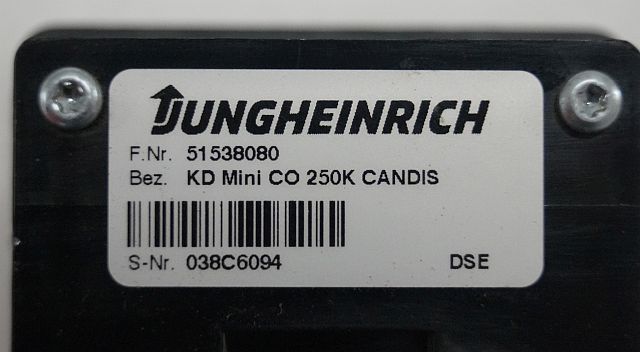 JUNGHEINRICH
F.Nr. 51538080
Bez. KD Mini CO 250K CANDIS
S-Nr. 038C6094 DSE